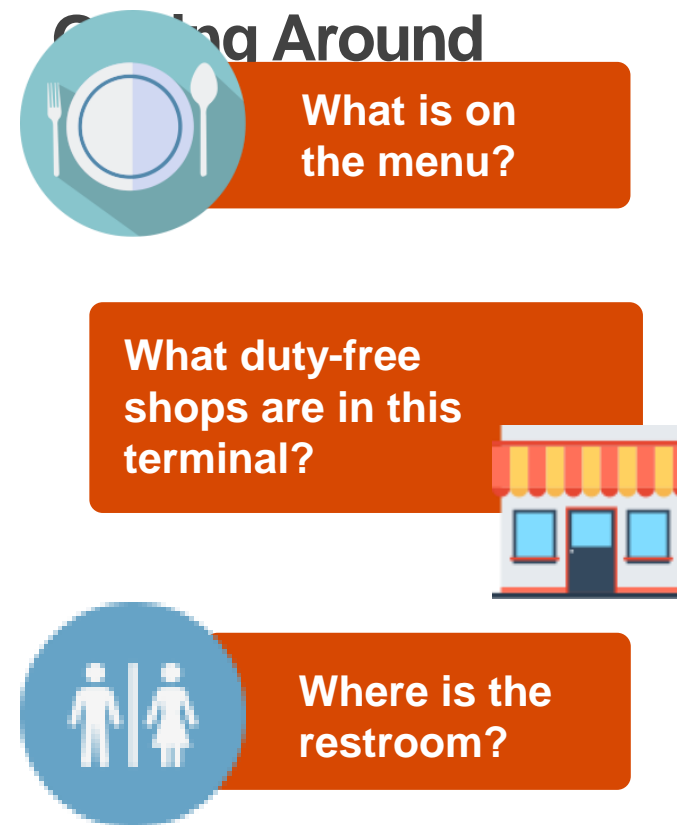 Around
What is on
the menu?
What duty-free
shops are in this
terminal?
Where is the
restroom?